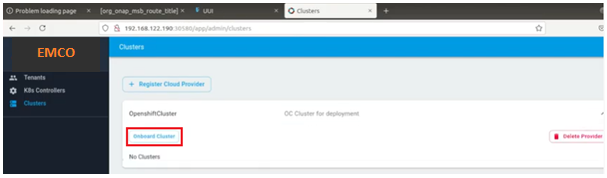 Problem loading page
[org_onap_msb_route_title]
UUI
Clusters
192.168.122.190:30580/app/admin/clusters
EMCO
Clusters
Tenants
K8s Controllers
Clusters
+ Register Cloud Provider
OpenshiftCluster
OC Cluster for deployment
Onboard Cluster
Delete Provider
No Clusters